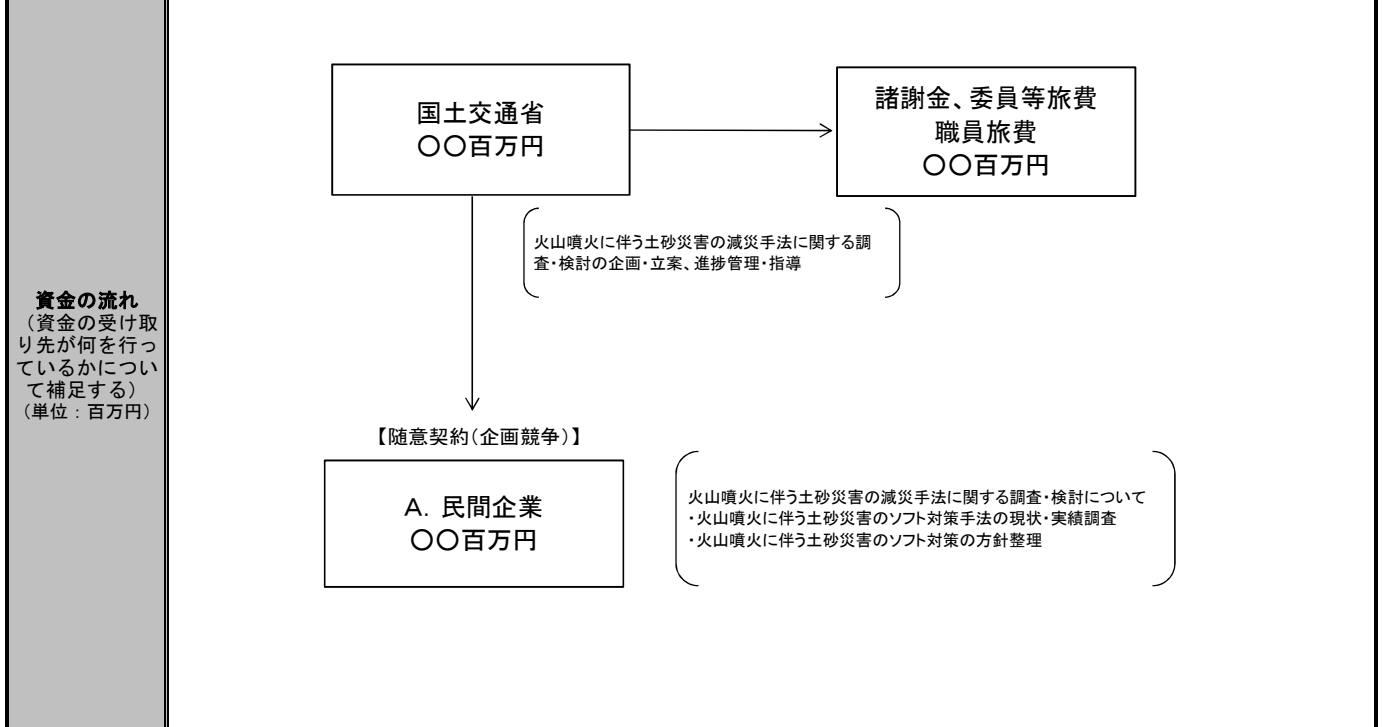 資金の流れ
（資金の受け取
り先が何を行っ
ているかについ
て補足する）
（単位：百万円）
国土交通省
〇〇百万円
諸謝金、委員等旅費
職員旅費
〇〇百万円
火山噴火に伴う土砂災害の減災手法に関する調
査・検討の企画・立案、進捗管理・指導
【随意契約（企画競争）】
Ａ．民間企業
〇〇百万円
火山噴火に伴う土砂災害の減災手法に関する調査・検討について
・火山噴火に伴う土砂災害のソフト対策手法の現状・実績調査
・火山噴火に伴う土砂災害のソフト対策の方針整理